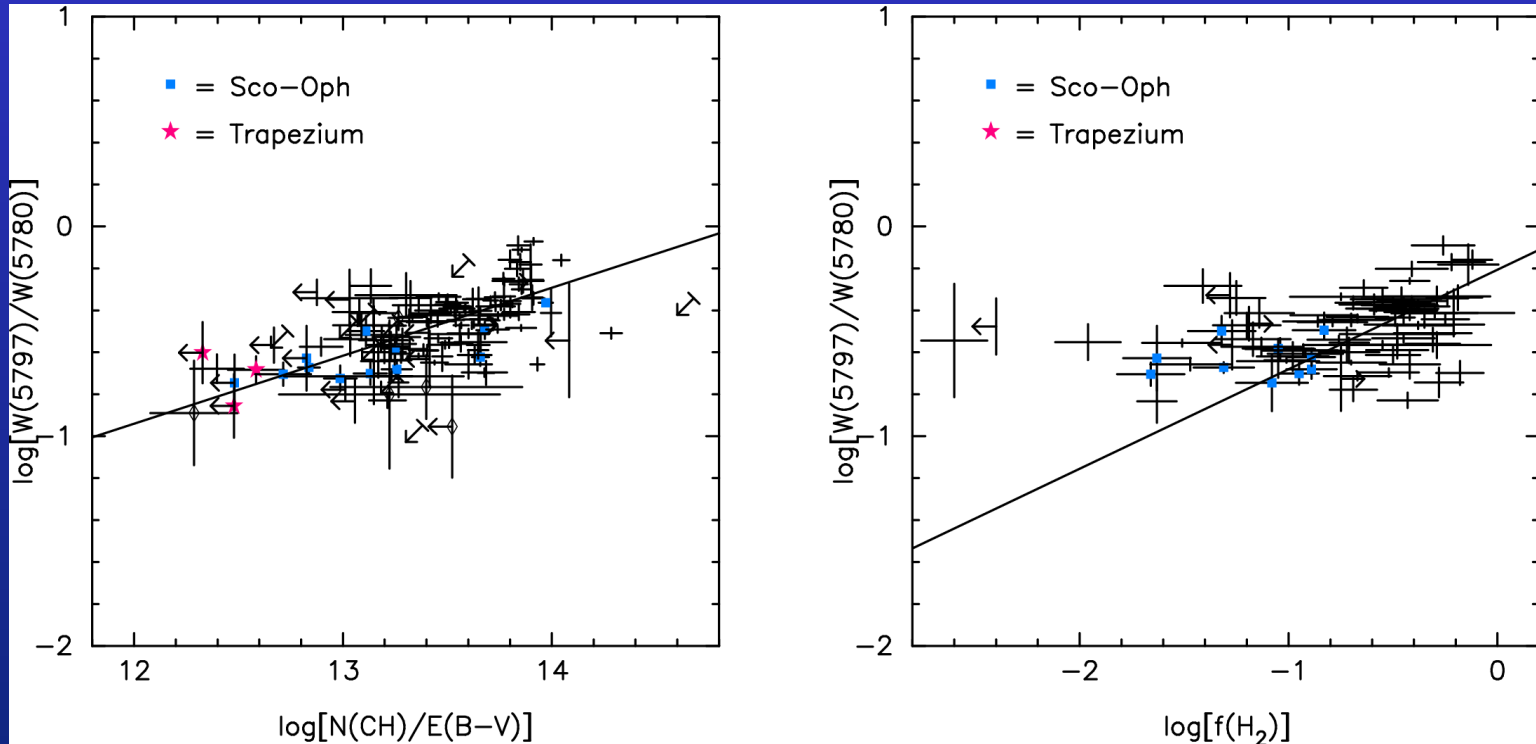 1
= Sco−Oph
= Trapezium
0
−1
−2
log[W(5797)/W(5780)]
12 13 14
log[N(CH)/E(B−V)]
1
= Sco−Oph
= Trapezium
0
−1
−2
log[W(5797)/W(5780)]
−2 −1 0
log[f(H₂)]